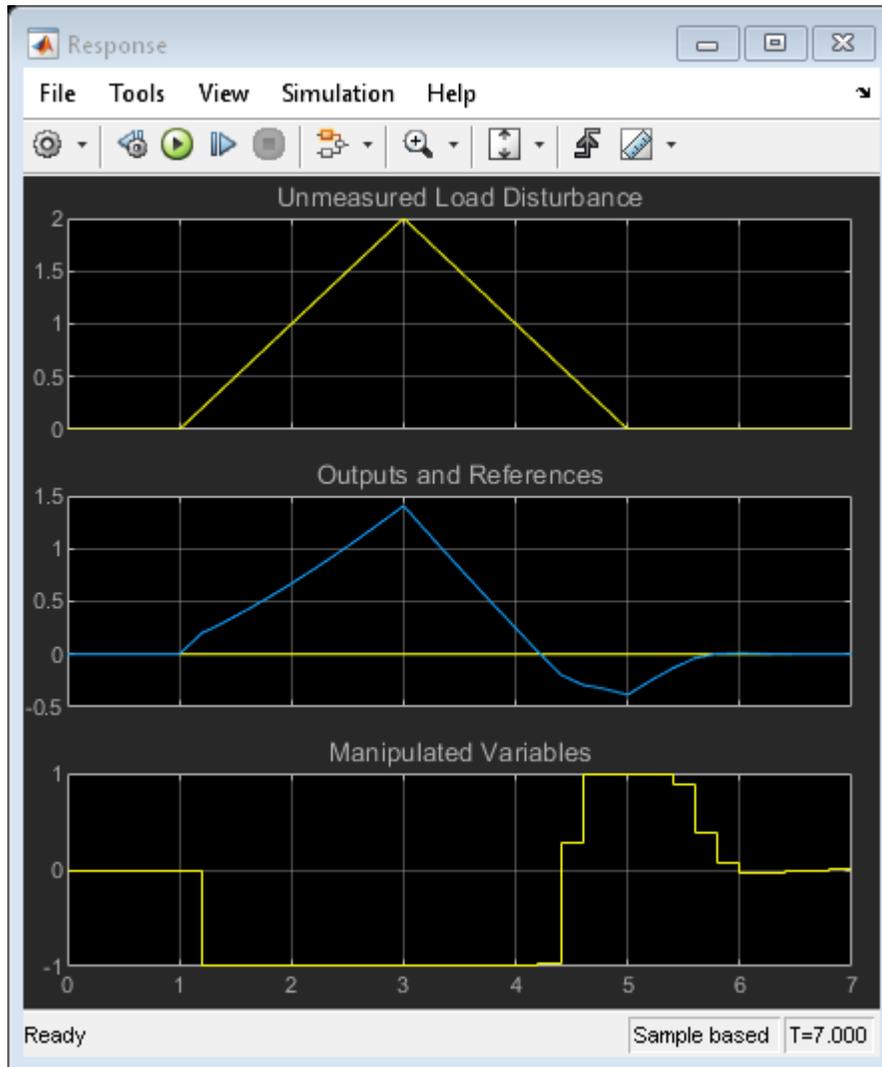 Response
File Tools View Simulation Help
Unmeasured Load Disturbance
2
1.5
1
0.5
0
Outputs and References
1.5
1
0.5
0
-0.5
Manipulated Variables
1
0
-1
0 1 2 3 4 5 6 7
Ready Sample based T=7.000